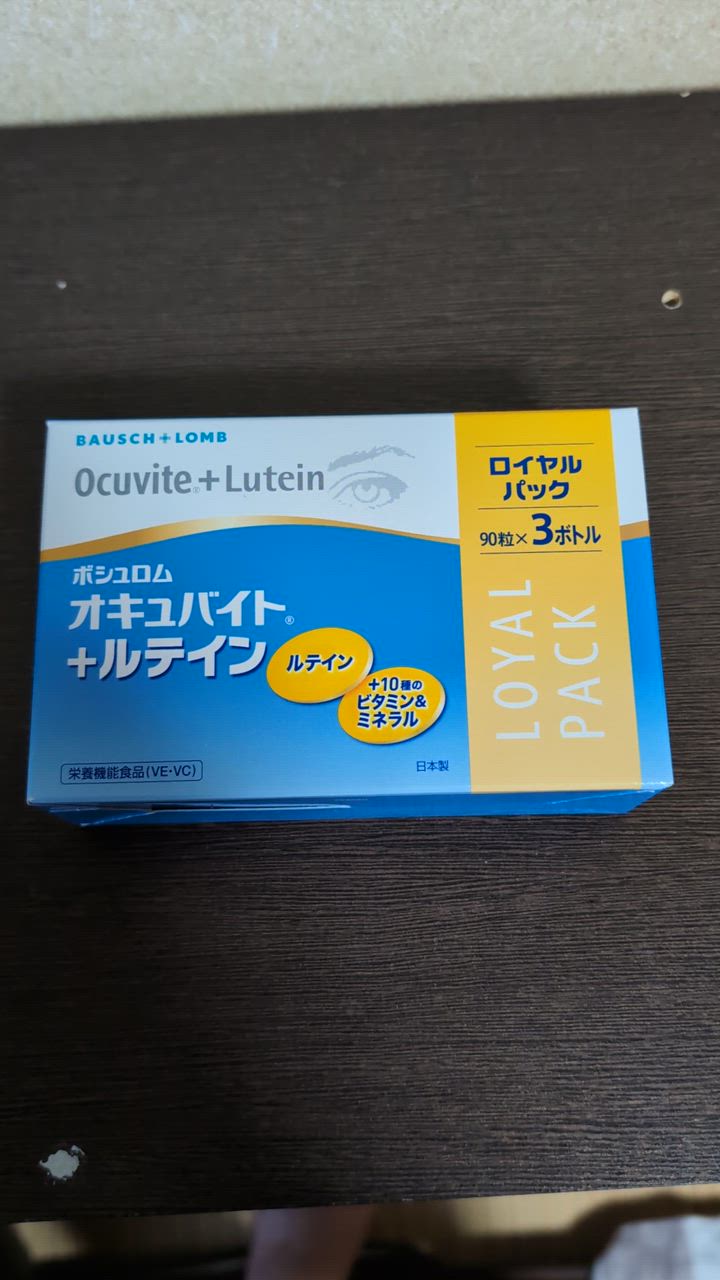 BAUSCH + LOMB
Ocuvite®+Lutein
ボシュロム
オキュバイト®
+ルテイン
ルテイン
+10種の
ビタミン&
ミネラル
栄養機能食品(VE・VC)
日本製
ロイヤル
パック
90粒×3ボトル
LOYAL
PACK